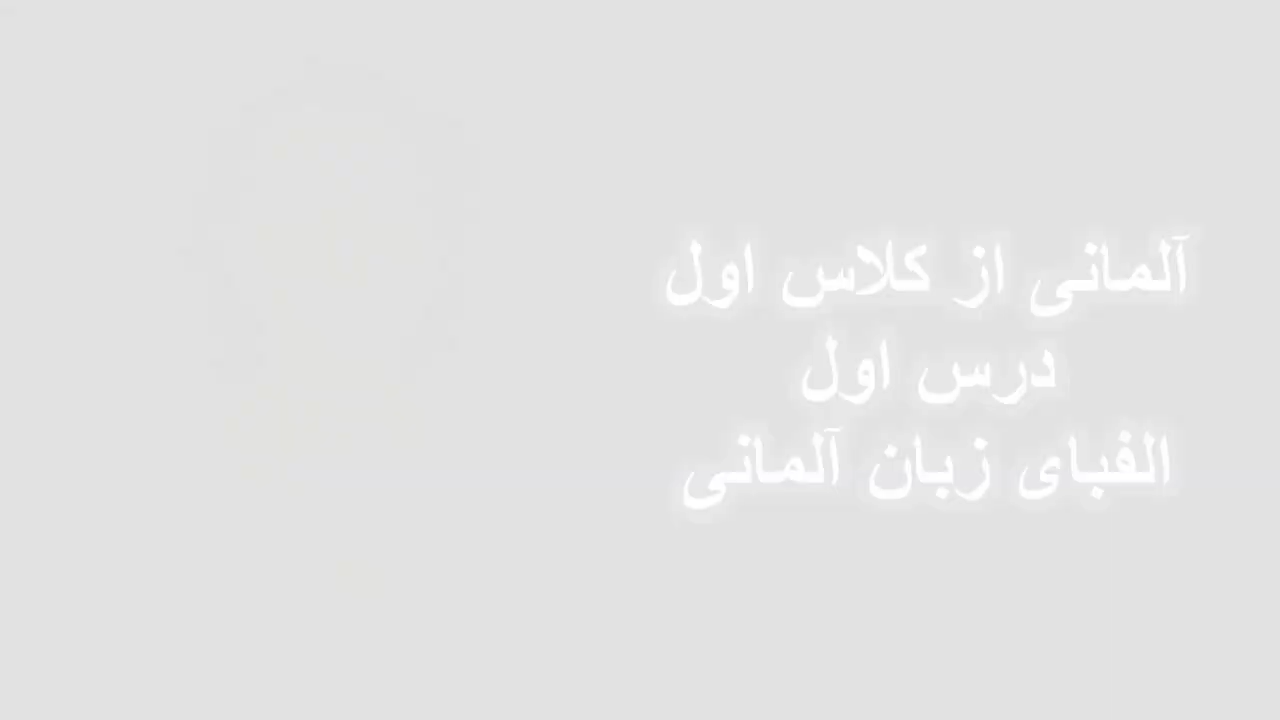 آلمانی از کلاس اول
درس اول
الفبای زبان آلمانی